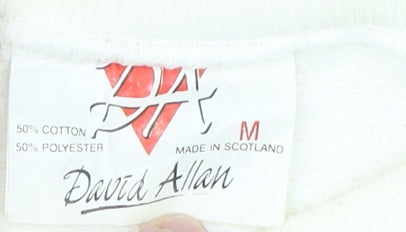 DA
50% COTTON
50% POLYESTER
M
MADE IN SCOTLAND
David Allan